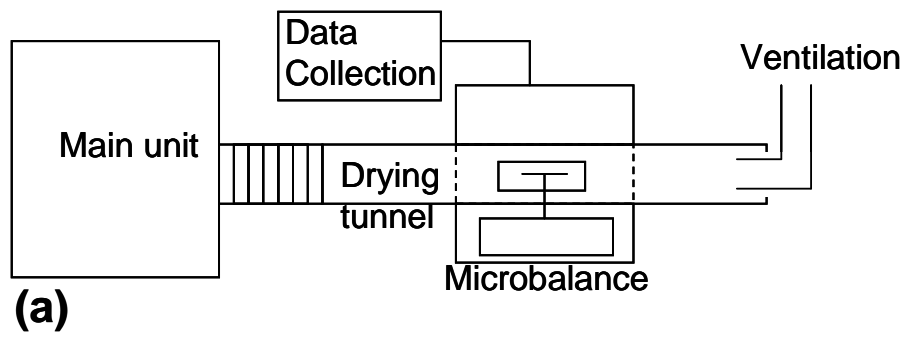 Data
Collection
Ventilation
Main unit
Drying
tunnel
Microbalance
(a)